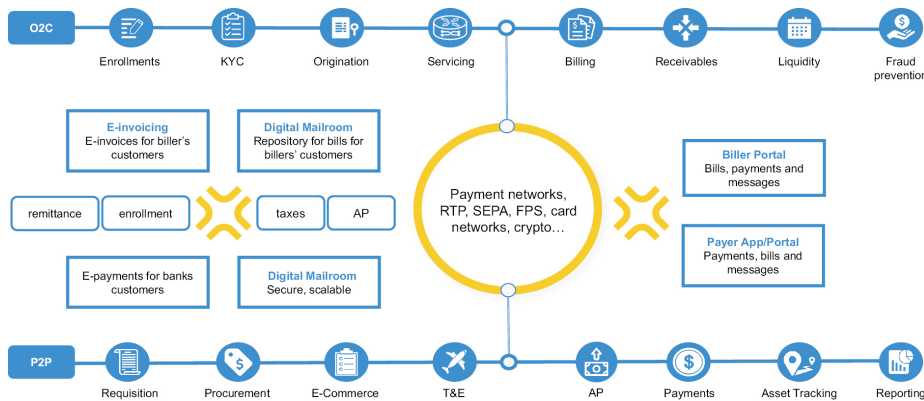 O2C
Enrollments
KYC
Origination
Servicing
Billing
Receivables
Liquidity
Fraud
prevention
E-invoicing
E-invoices for biller's
customers
Digital Mailroom
Repository for bills for
billers' customers
remittance
enrollment
taxes
AP
E-payments for banks
customers
Digital Mailroom
Secure, scalable
Payment networks,
RTP, SEPA, FPS, card
networks, crypto…
Biller Portal
Bills, payments and
messages
Payer App/Portal
Payments, bills and
messages
P2P
Requisition
Procurement
E-Commerce
T&E
AP
Payments
Asset Tracking
Reporting